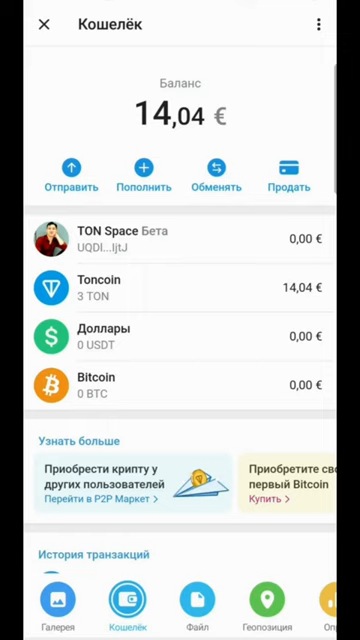 Кошелёк
Баланс
14,04 €
Отправить Пополнить Обменять Продать
TON Space Бета
UQDI...IjtJ
0,00 €
Toncoin
3 TON
14,04 €
Доллары
0 USDT
0,00 €
Bitcoin
0 BTC
0,00 €
Узнать больше
Приобрести крипту у
других пользователей
Перейти в P2P Маркет >
Приобретите сво
первый Bitcoin
Купить >
История транзакций
Галерея Кошелёк Файл Геопозиция Опр